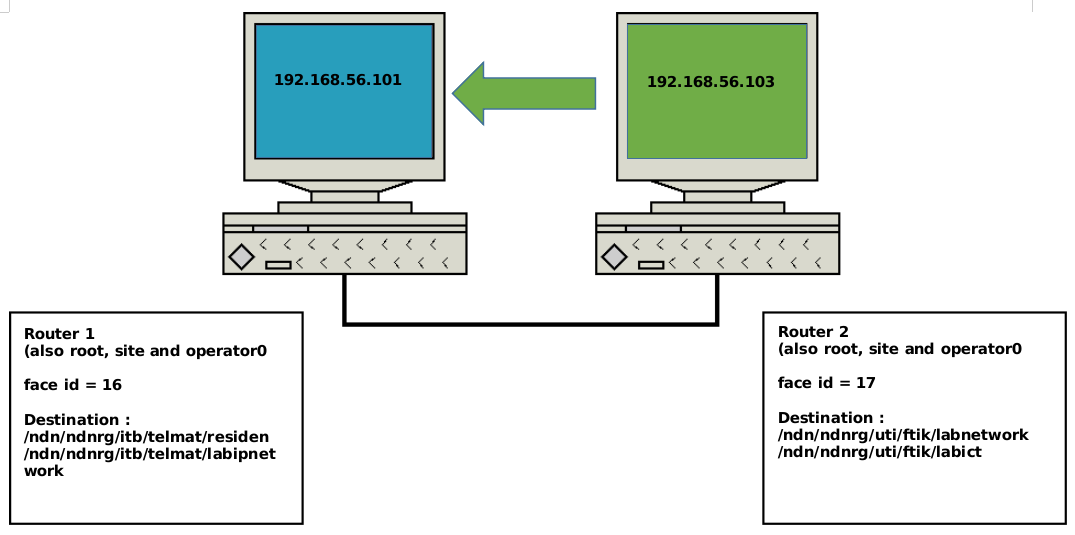 192.168.56.101
192.168.56.103
Router 1
(also root, site and operator0
face id = 16
Destination :
/ndn/ndnrg/itb/telmat/residen
/ndn/ndnrg/itb/telmat/labipnet
work
Router 2
(also root, site and operator0
face id = 17
Destination :
/ndn/ndnrg/uti/ftik/labnetwork
/ndn/ndnrg/uti/ftik/labict